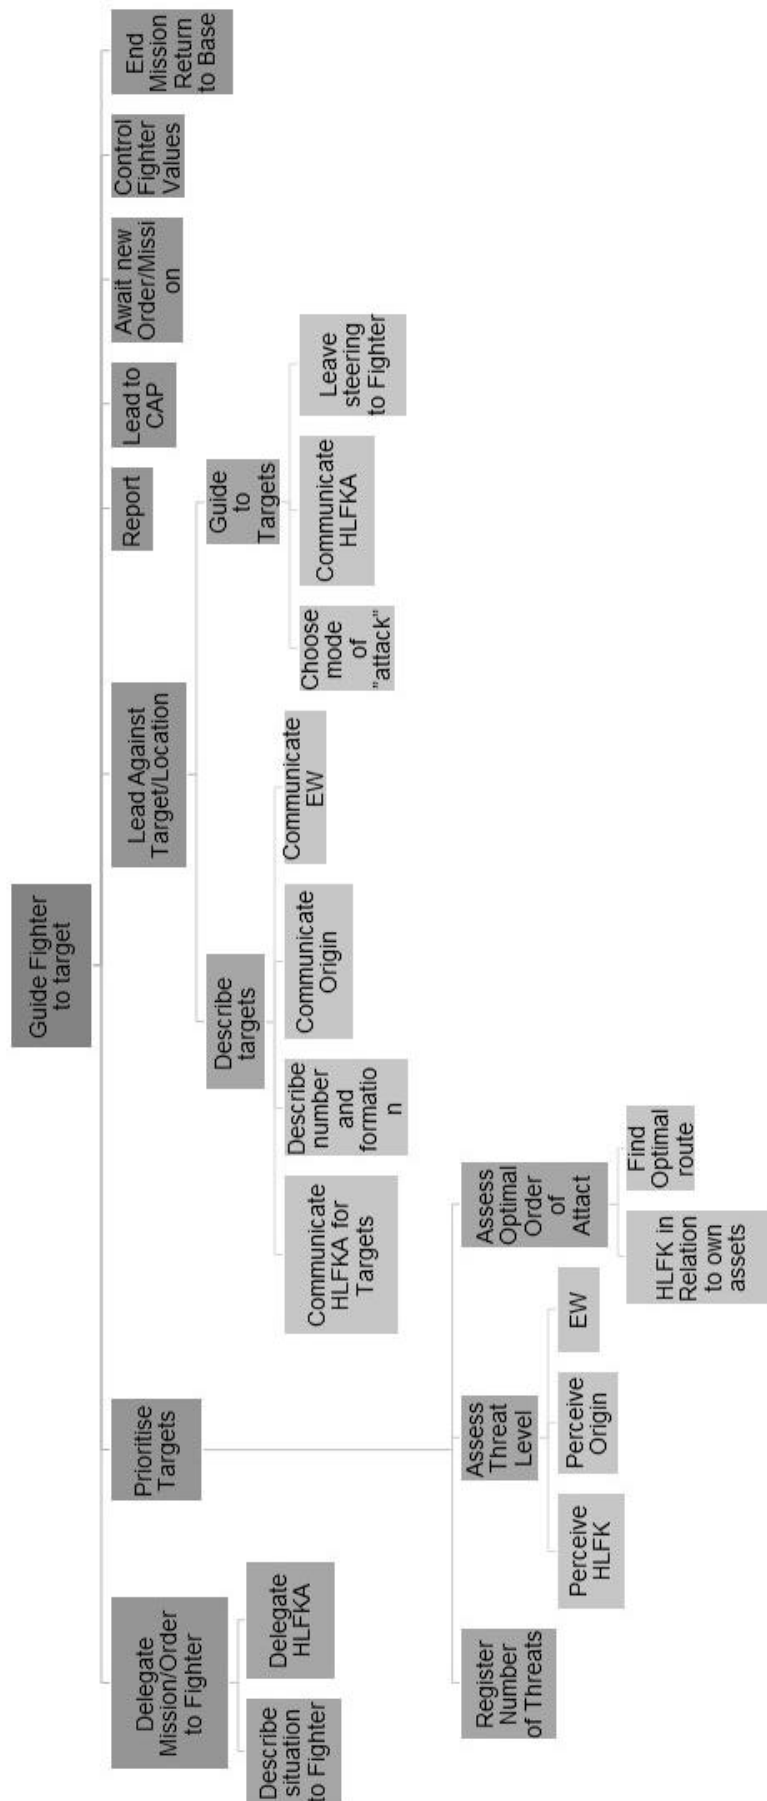 Guide Fighter
to target
Delegate
Mission/Order
to Fighter
Prioritise
Targets
Lead Against
Target/Location
Report
Lead to
CAP
Await new
Order/Missi
on
Control
Fighter
Values
End
Mission
Return
to Base
Describe
situation
to Fighter
Delegate
HLFKA
Describe
targets
Guide
to
Targets
Communicate
HLFKA for
Targets
Describe
number
and
formatio
n
Communicate
Origin
Communicate
EW
Choose
mode
of
"attack"
Communicate
HLFKA
Leave
steering
to Fighter
Register
Number
of Threats
Assess
Threat
Level
Assess
Optimal
Order
of
Attact
Perceive
HLFK
Perceive
Origin
EW
HLFK in
Relation
to own
assets
Find
Optimal
route